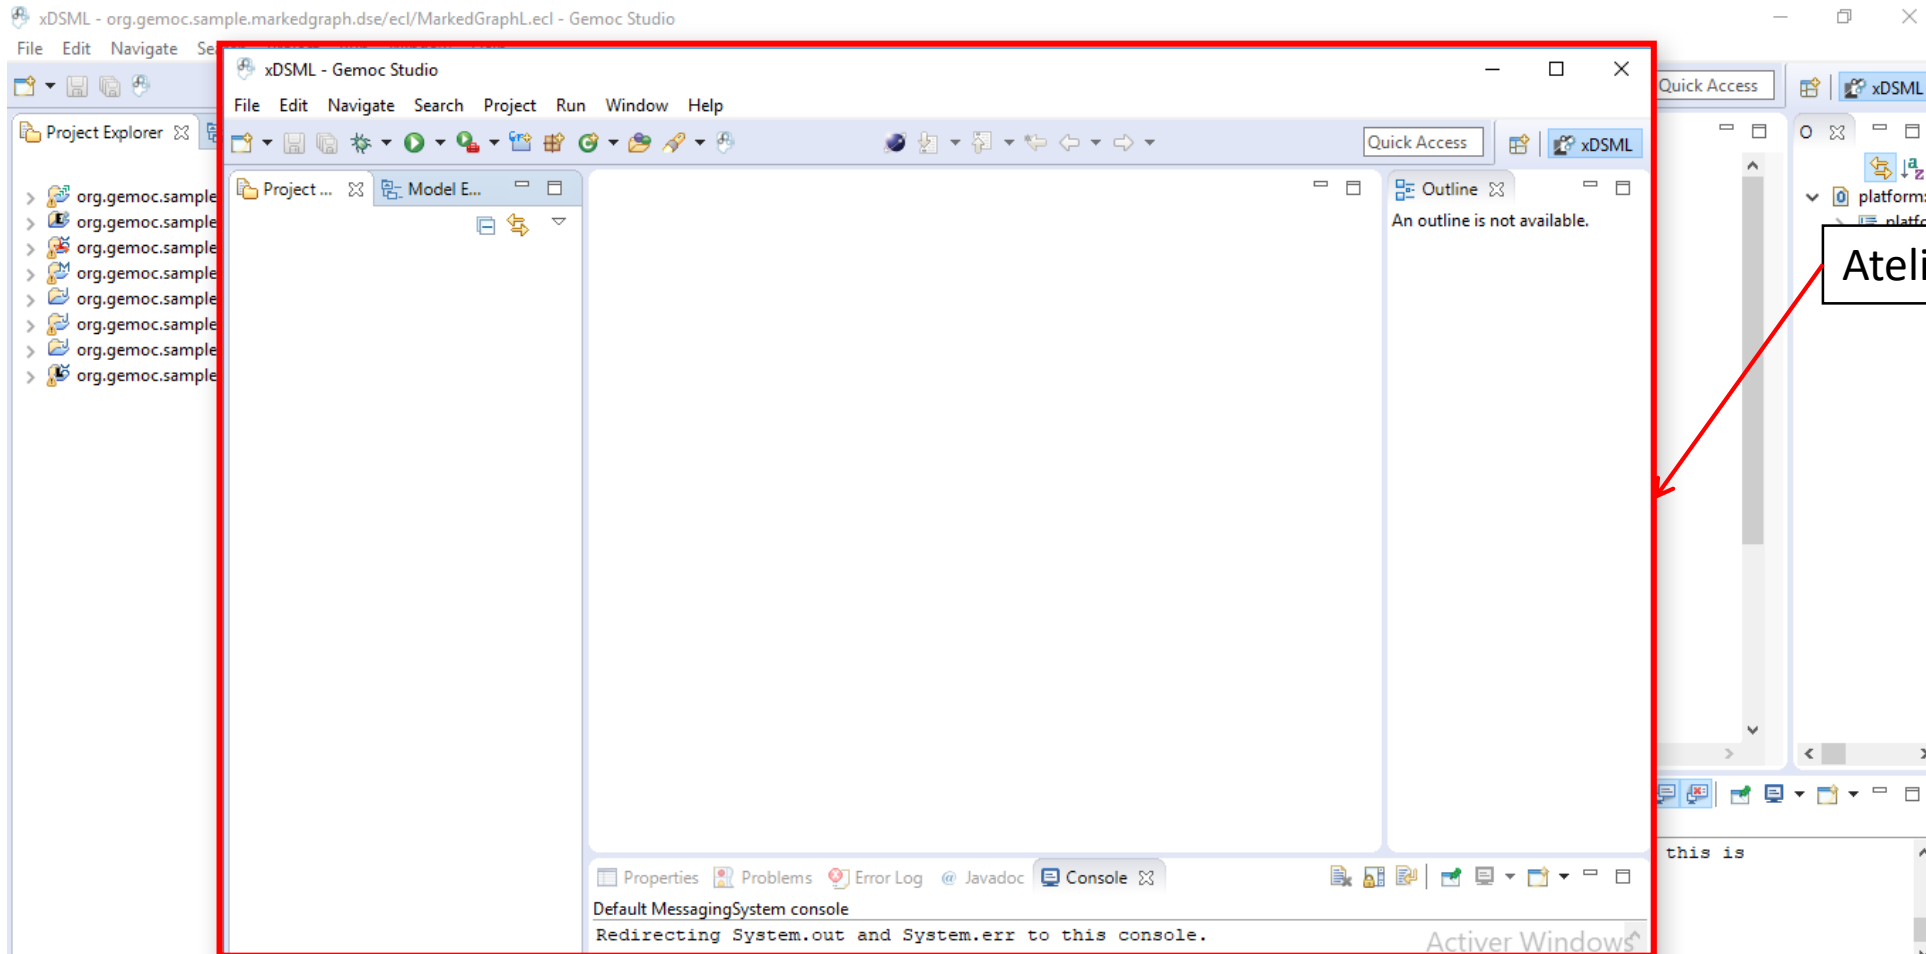 xDSML - org.gemoc.sample.markedgraph.dse/ecl/MarkedGraphL.ecl - Gemoc Studio
File Edit Navigate
xDSML - Gemoc Studio
File Edit Navigate Search Project Run Window Help
Quick Access xDSML
Quick Access xDSML
Project Explorer
Project ... Model E...
Outline
An outline is not available.
O
org.gemoc.sample
org.gemoc.sample
org.gemoc.sample
org.gemoc.sample
org.gemoc.sample
org.gemoc.sample
org.gemoc.sample
org.gemoc.sample
platform:
Ateli
this is
Properties Problems Error Log @ Javadoc Console
Default MessagingSystem console
Redirecting System.out and System.err to this console.
Activer Windows